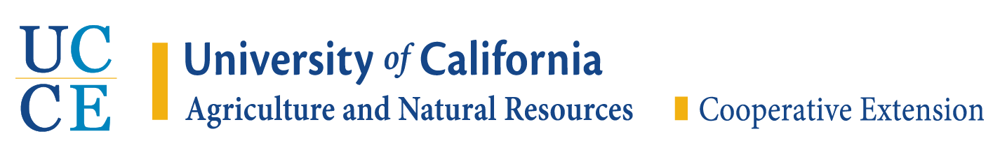 UC
CE
University of California
Agriculture and Natural Resources
Cooperative Extension